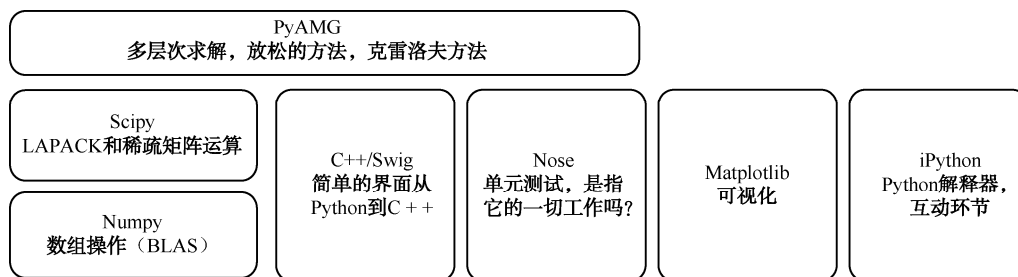 PyAMG
多层次求解，放松的方法，克雷洛夫方法
Scipy
LAPACK和稀疏矩阵运算
Numpy
数组操作（BLAS）
C++/Swig
简单的界面从
Python到C + +
Nose
单元测试，是指
它的一切工作吗？
Matplotlib
可视化
iPython
Python解释器，
互动环节